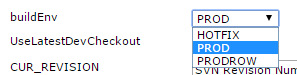 buildEnv PROD
HOTFIX
UseLatestDevCheckout PROD
PRODROW
CUR_REVISION SVN Revision Num